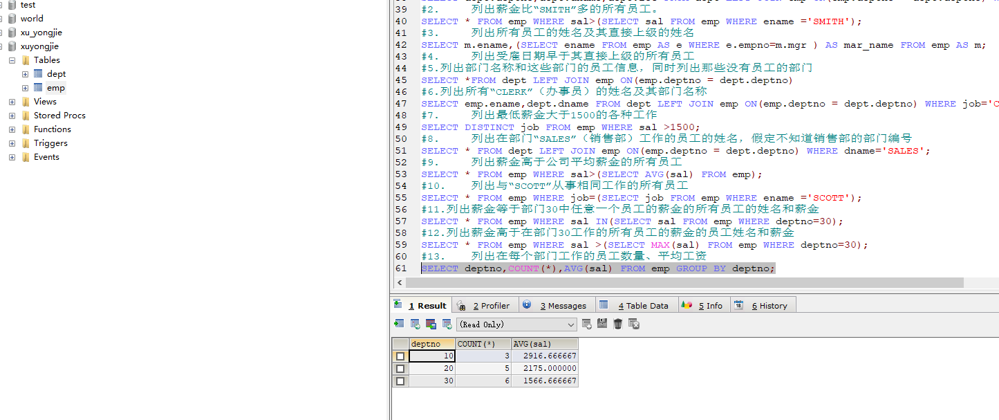 test
world
xu_yongjie
xuyongjie
Tables
dept
emp
Views
Stored Procs
Functions
Triggers
Events
39 #2. 列出薪金比“SMITH”多的所有员工。
40 SELECT * FROM emp WHERE sal>(SELECT sal FROM emp WHERE ename ='SMITH');
41 #3. 列出所有员工的姓名及其直接上级的姓名
42 SELECT m.ename,(SELECT ename FROM emp AS e WHERE e.empno=m.mgr ) AS mar_name FROM emp AS m;
43 #4. 列出受雇日期早于其直接上级的所有员工
44 #5.列出部门名称和这些部门的员工信息，同时列出那些没有员工的部门
45 SELECT *FROM dept LEFT JOIN emp ON(emp.deptno = dept.deptno)
46 #6.列出所有“CLERK”（办事员）的姓名及其部门名称
47 SELECT emp.ename,dept.dname FROM dept LEFT JOIN emp ON(emp.deptno = dept.deptno) WHERE job='C
48 #7. 列出最低薪金大于1500的各种工作
49 SELECT DISTINCT job FROM emp WHERE sal >1500;
50 #8. 列出在部门“SALES”（销售部）工作的员工的姓名，假定不知道销售部的部门编号
51 SELECT * FROM dept LEFT JOIN emp ON(emp.deptno = dept.deptno) WHERE dname='SALES';
52 #9. 列出薪金高于公司平均薪金的所有员工
53 SELECT * FROM emp WHERE sal>(SELECT AVG(sal) FROM emp);
54 #10. 列出与“SCOTT”从事相同工作的所有员工
55 SELECT * FROM emp WHERE job=(SELECT job FROM emp WHERE ename ='SCOTT');
56 #11.列出薪金等于部门30中任意一个员工的薪金的所有员工的姓名和薪金
57 SELECT * FROM emp WHERE sal IN(SELECT sal FROM emp WHERE deptno=30);
58 #12.列出薪金高于在部门30工作的所有员工的薪金的员工姓名和薪金
59 SELECT * FROM emp WHERE sal >(SELECT MAX(sal) FROM emp WHERE deptno=30);
60 #13. 列出在每个部门工作的员工数量、平均工资
61 SELECT deptno,COUNT(*),AVG(sal) FROM emp GROUP BY deptno;
1 Result 2 Profiler 3 Messages 4 Table Data 5 Info 6 History
(Read Only)
deptno COUNT(*) AVG(sal)
10 3 2916.666667
20 5 2175.000000
30 6 1566.666667